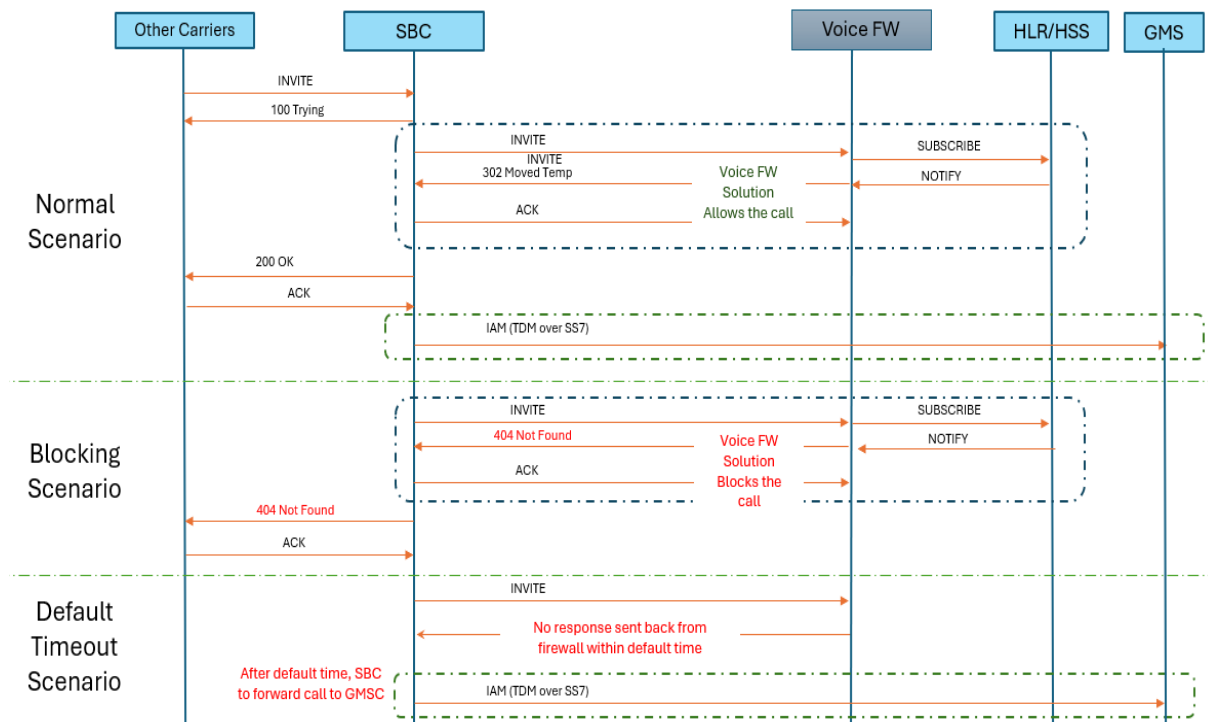 Other Carriers
SBC
Voice FW
HLR/HSS
GMS
INVITE
100 Trying
INVITE
SUBSCRIBE
INVITE
302 Moved Temp
NOTIFY
Voice FW
Solution
Allows the call
ACK
Normal
Scenario
200 OK
ACK
IAM (TDM over SS7)
INVITE
SUBSCRIBE
404 Not Found
NOTIFY
Voice FW
Solution
Blocks the
call
ACK
Blocking
Scenario
404 Not Found
ACK
INVITE
Default
Timeout
Scenario
No response sent back from
firewall within default time
After default time, SBC
to forward call to GMSC
IAM (TDM over SS7)